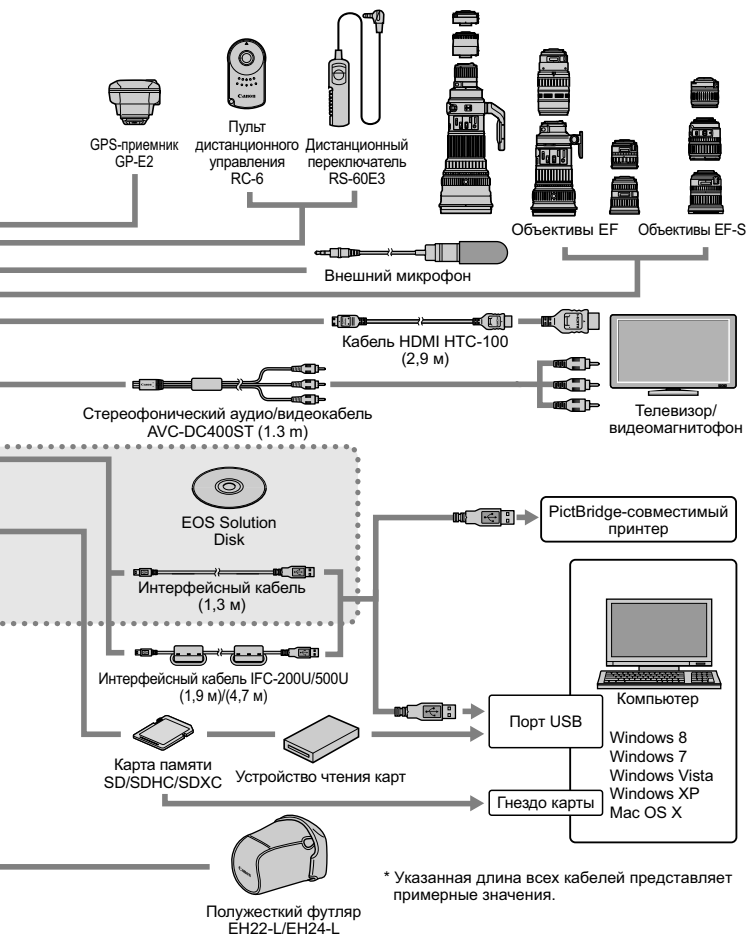 GPS-приемник
GP-E2
Пульт
дистанционного
управления
RC-6
Дистанционный
переключатель
RS-60E3
Объективы EF
Объективы EF-S
Внешний микрофон
Кабель HDMI HTC-100
(2,9 м)
Стереофонический аудио/видеокабель
AVC-DC400ST (1.3 m)
Телевизор/
видеомагнитофон
EOS Solution
Disk
PictBridge-совместимый
принтер
Интерфейсный кабель
(1,3 м)
Интерфейсный кабель IFC-200U/500U
(1,9 м)/(4,7 м)
Компьютер
Порт USB
Windows 8
Windows 7
Windows Vista
Windows XP
Mac OS X
Карта памяти
SD/SDHC/SDXC
Устройство чтения карт
Гнездо карты
Полужесткий футляр
EH22-L/EH24-L
* Указанная длина всех кабелей представляет
примерные значения.
Canon
Canon
Canon